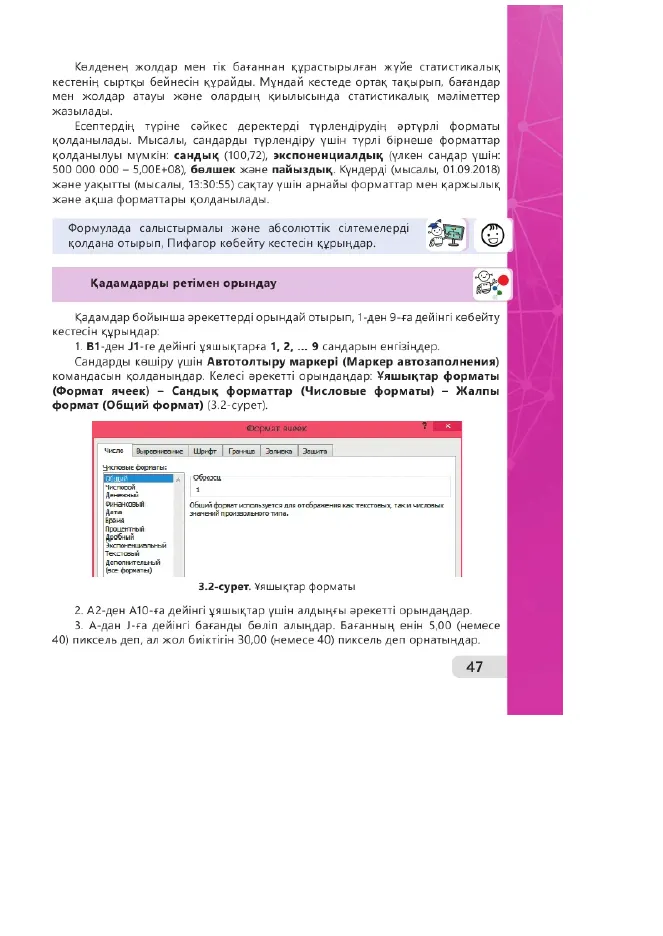 Көлденең жолдар мен тік бағаннан құрастырылған жүйе статистикалық
кестенің сыртқы бейнесін құрайды. Мұндай кестеде ортақ тақырып, бағандар
мен жолдар атауы және олардың қиылысында статистикалық мәліметтер
жазылады.
Есептердің түріне сәйкес деректерді түрлендірудің әртүрлі форматы
қолданылады. Мысалы, сандарды түрлендіру үшін түрлі бірнеше форматтар
қолданылуы мүмкін: сандық (100,72), экспоненциалдық (үлкен сандар үшін:
500 000 000 – 5,00E+08), бөлшек және пайыздық. Күндерді (мысалы, 01.09.2018)
және уақытты (мысалы, 13:30:55) сақтау үшін арнайы форматтар мен қаржылық
және ақша форматтары қолданылады.
Формулада салыстырмалы және абсолюттік сілтемелерді
қолдана отырып, Пифагор көбейту кестесін құрыңдар.
Қадамдарды ретімен орындау
Қадамдар бойынша әрекеттерді орындай отырып, 1-ден 9-ға дейінгі көбейту
кестесін құрыңдар:
1. B1-ден J1-ге дейінгі ұяшықтарға 1, 2, ... 9 сандарын енгізіңдер.
Сандарды көшіру үшін Автотолтыру маркері (Маркер автозаполнения)
командасын қолданыңдар. Келесі әрекетті орындаңдар: Ұяшықтар форматы
(Формат ячеек) – Сандық форматтар (Числовые форматы) – Жалпы
формат (Общий формат) (3.2-сурет).
Формат ячеек ? ×
Число Выравнивание Шрифт Граница Заливка Защита
Числовые форматы:
Общий
Числовой
Денежный
Финансовый
Дата
Время
Процентный
Дробный
Экспоненциальный
Текстовый
Дополнительный
(все форматы)
Образец
1
Общий формат используется для отображения как текстовых, так и числовых
значений произвольного типа.
3.2-сурет. Ұяшықтар форматы
2. A2-ден A10-ға дейінгі ұяшықтар үшін алдыңғы әрекетті орындаңдар.
3. A-дан J-ға дейінгі бағанды бөліп алыңдар. Бағанның енін 5,00 (немесе
40) пиксель деп, ал жол биіктігін 30,00 (немесе 40) пиксель деп орнатыңдар.
47